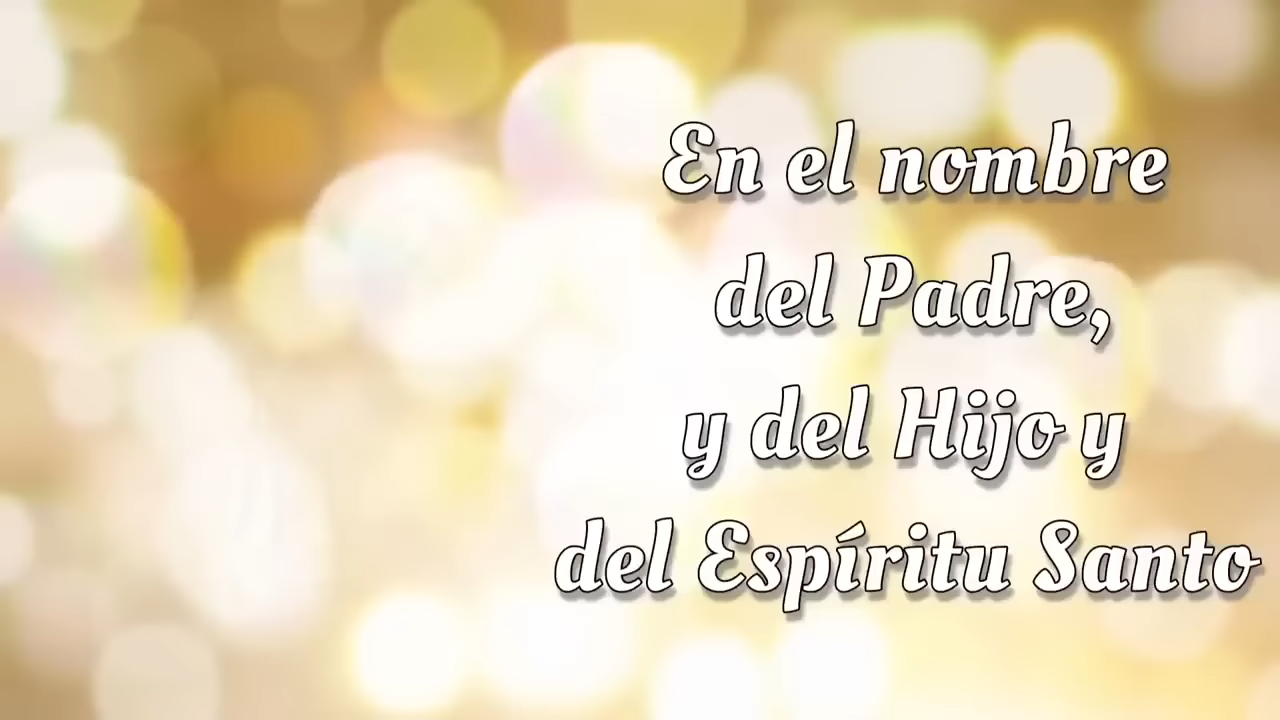 En el nombre
del Padre,
y del Hijo y
del Espíritu Santo